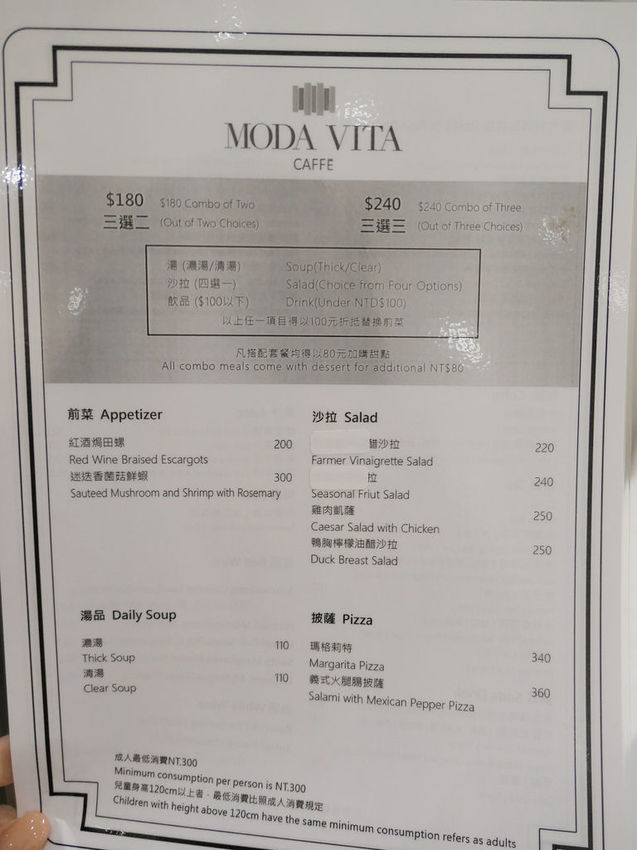 MODA VITA
CAFFE
$180 $180 Combo of Two
三選二 (Out of Two Choices)
$240 $240 Combo of Three
三選三 (Out of Three Choices)
湯 (濃湯/清湯) Soup(Thick/Clear)
沙拉 (四選一) Salad(Choice from Four Options)
飲品 ($100以下) Drink(Under NTD$100)
以上任一項目得以100元折抵替換前菜
凡搭配套餐均得以80元加購甜點
All combo meals come with dessert for additional NT$80
前菜 Appetizer
紅酒焗田螺 200
Red Wine Braised Escargots
迷迭香菌菇鮮蝦 300
Sauteed Mushroom and Shrimp with Rosemary
沙拉 Salad
醋沙拉 220
Farmer Vinaigrette Salad
拉 240
Seasonal Friut Salad
雞肉凱薩 250
Caesar Salad with Chicken
鴨胸檸檬油醋沙拉 250
Duck Breast Salad
湯品 Daily Soup
濃湯 110
Thick Soup
清湯 110
Clear Soup
披薩 Pizza
瑪格莉特 340
Margarita Pizza
義式火腿腸披薩 360
Salami with Mexican Pepper Pizza
成人最低消費NT.300
Minimum consumption per person is NT.300
兒童身高120cm以上者，最低消費比照成人消費規定
Children with height above 120cm have the same minimum consumption refers as adults